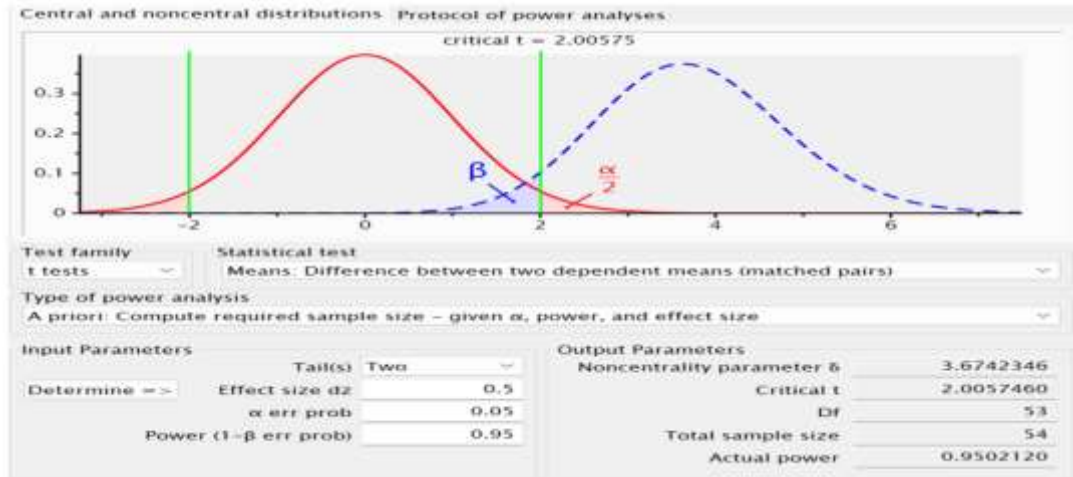 Central and noncentral distributions Protocol of power analyses
critical t = 2.00575
0.3
0.2
0.1
0
β
α
2
-2 0 2 4 6
Test family Statistical test
t tests Means: Difference between two dependent means (matched pairs)
Type of power analysis
A priori: Compute required sample size – given α, power, and effect size
Input Parameters Output Parameters
Tail(s) Two Noncentrality parameter δ 3.6742346
Determine => Effect size dz 0.5 Critical t 2.0057460
α err prob 0.05 Df 53
Power (1-β err prob) 0.95 Total sample size 54
Actual power 0.9502120